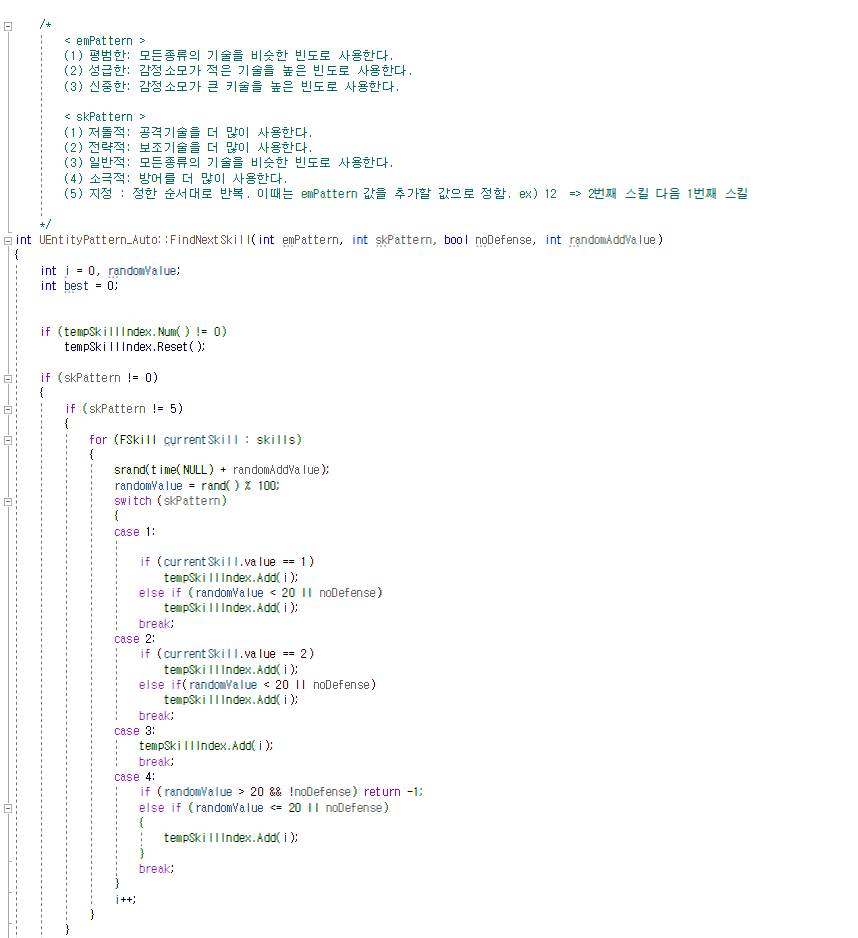 /*
< emPattern >
(1) 평범한: 모든종류의 기술을 비슷한 빈도로 사용한다.
(2) 성급한: 감정소모가 적은 기술을 높은 빈도로 사용한다.
(3) 신중한: 감정소모가 큰 키술을 높은 빈도로 사용한다.
< skPattern >
(1) 저돌적: 공격기술을 더 많이 사용한다.
(2) 전략적: 보조기술을 더 많이 사용한다.
(3) 일반적: 모든종류의 기술을 비슷한 빈도로 사용한다.
(4) 소극적: 방어를 더 많이 사용한다.
(5) 지정 : 정한 순서대로 반복. 이때는 emPattern 값을 추가할 값으로 정함. ex) 12 => 2번째 스킬 다음 1번째 스킬
*/
int UEntityPattern_Auto::FindNextSkill(int emPattern, int skPattern, bool noDefense, int randomAddValue)
{
int i = 0, randomValue;
int best = 0;
if (tempSkillIndex.Num() != 0)
tempSkillIndex.Reset();
if (skPattern != 0)
{
if (skPattern != 5)
{
for (FSkill currentSkill : skills)
{
srand(time(NULL) + randomAddValue);
randomValue = rand() % 100;
switch (skPattern)
{
case 1:
if (currentSkill.value == 1)
tempSkillIndex.Add(i);
else if (randomValue < 20 || noDefense)
tempSkillIndex.Add(i);
break;
case 2:
if (currentSkill.value == 2)
tempSkillIndex.Add(i);
else if(randomValue < 20 || noDefense)
tempSkillIndex.Add(i);
break;
case 3:
tempSkillIndex.Add(i);
break;
case 4:
if (randomValue > 20 && !noDefense) return -1;
else if (randomValue <= 20 || noDefense)
{
tempSkillIndex.Add(i);
}
break;
}
i++;
}
}